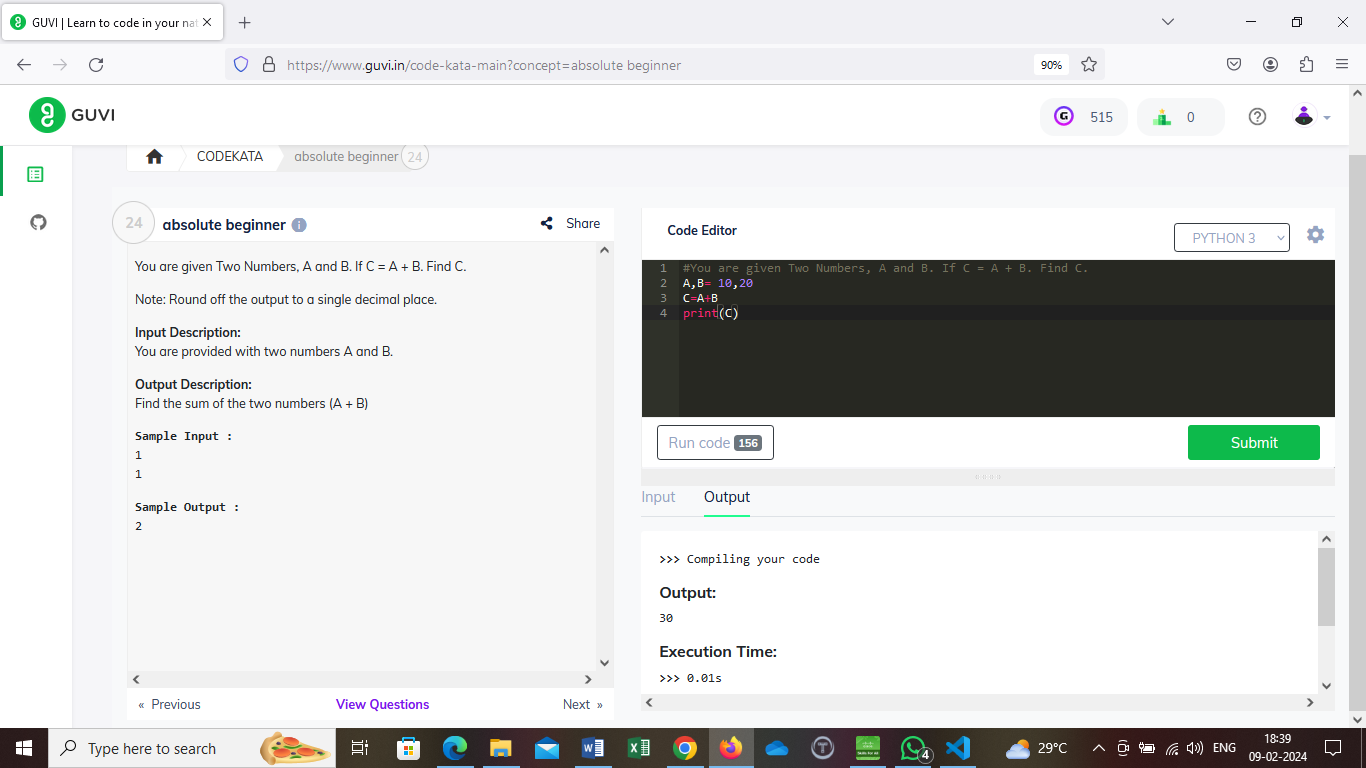 GUVI | Learn to code in your nat
https://www.guvi.in/code-kata-main?concept=absolute beginner
90%
GUVI
G
515
0
CODEKATA
absolute beginner
24
24
absolute beginner
i
Share
You are given Two Numbers, A and B. If C = A + B. Find C.
Note: Round off the output to a single decimal place.
Input Description:
You are provided with two numbers A and B.
Output Description:
Find the sum of the two numbers (A + B)
Sample Input :
1
1
Sample Output :
2
« Previous
View Questions
Next »
Code Editor
PYTHON 3
1 #You are given Two Numbers, A and B. If C = A + B. Find C.
2 A,B= 10,20
3 C=A+B
4 print(C)
Run code 156
Submit
Input
Output
>>> Compiling your code
Output:
30
Execution Time:
>>> 0.01s
Type here to search
4
29°C
ENG
18:39
09-02-2024